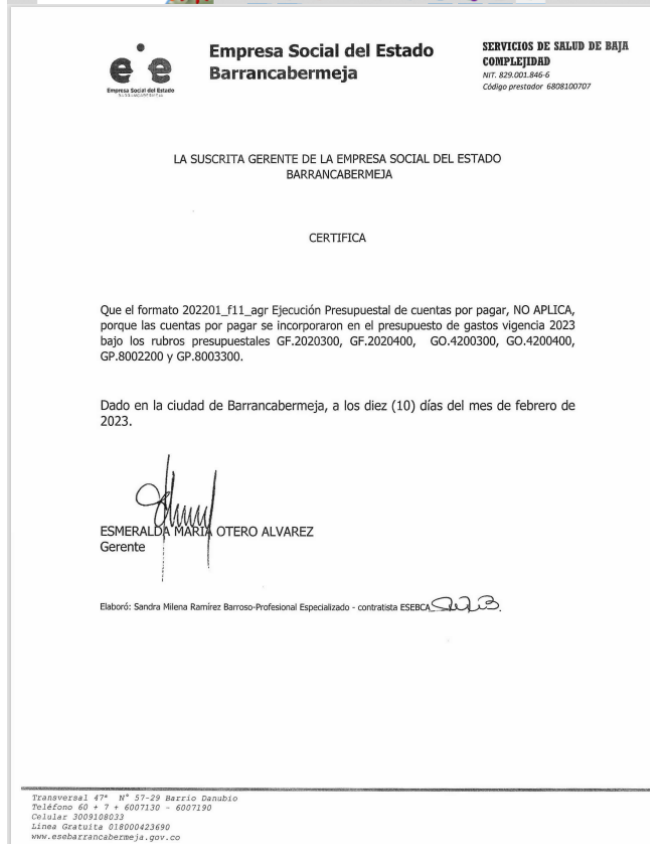 Empresa Social del Estado
Barrancabermeja
SERVICIOS DE SALUD DE BAJA
COMPLEJIDAD
NIT. 829.001.846-6
Código prestador 6808100707
Empresa Social del Estado
LA SUSCRITA GERENTE DE LA EMPRESA SOCIAL DEL ESTADO
BARRANCABERMEJA
CERTIFICA
Que el formato 202201_f11_agr Ejecución Presupuestal de cuentas por pagar, NO APLICA,
porque las cuentas por pagar se incorporaron en el presupuesto de gastos vigencia 2023
bajo los rubros presupuestales GF.2020300, GF.2020400, GO.4200300, GO.4200400,
GP.8002200 y GP.8003300.
Dado en la ciudad de Barrancabermeja, a los diez (10) días del mes de febrero de
2023.
ESMERALDA MARIA OTERO ALVAREZ
Gerente
Elaboró: Sandra Milena Ramírez Barroso-Profesional Especializado - contratista ESEBCA
Transversal 47ª N° 57-29 Barrio Danubio
Teléfono 60 + 7 + 6007130 - 6007190
Celular 3009108033
Línea Gratuita 018000423690
www.esebarrancabermeja.gov.co